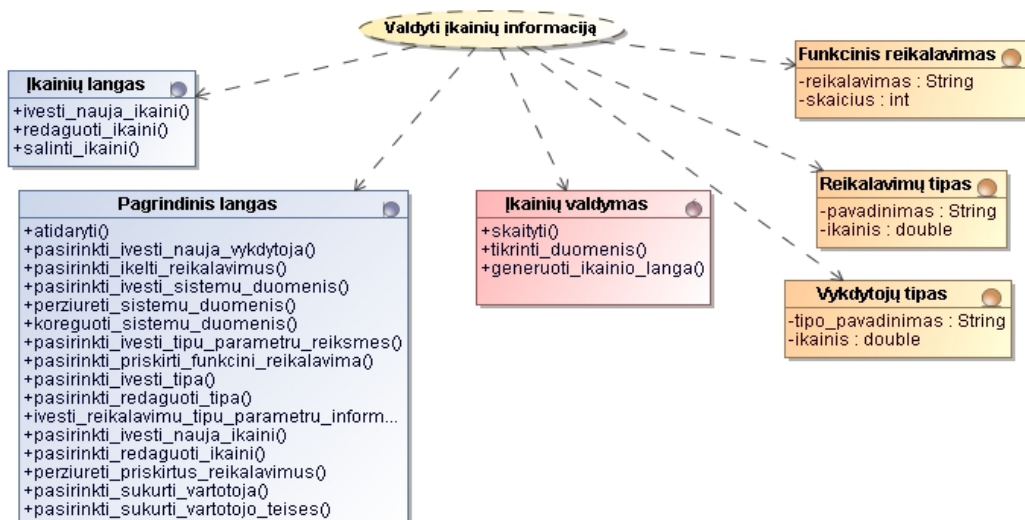 Valdyti įkainių informaciją
Įkainių langas
+ivesti_nauja_ikaini()
+redaguoti_ikaini()
+salinti_ikaini()
Pagrindinis langas
+atidaryti()
+pasirinkti_ivesti_nauja_vykdytoja()
+pasirinkti_ikelti_reikalavimus()
+pasirinkti_ivesti_sistemu_duomenis()
+perziureti_sistemu_duomenis()
+koreguoti_sistemu_duomenis()
+pasirinkti_ivesti_tipu_parametru_reiksmes()
+pasirinkti_priskirti_funkcini_reikalavima()
+pasirinkti_ivesti_tipa()
+pasirinkti_redaguoti_tipa()
+ivesti_reikalavimu_tipu_parametru_inform...
+pasirinkti_ivesti_nauja_ikaini()
+pasirinkti_redaguoti_ikaini()
+perziureti_priskirtus_reikalavimus()
+pasirinkti_sukurti_vartotoja()
+pasirinkti_sukurti_vartotojo_teises()
Įkainių valdymas
+skaityti()
+tikrinti_duomenis()
+generuoti_ikainio_langa()
Funkcinis reikalavimas
-reikalavimas : String
-skaicius : int
Reikalavimų tipas
-pavadinimas : String
-ikainis : double
Vykdytojų tipas
-tipo_pavadinimas : String
-ikainis : double